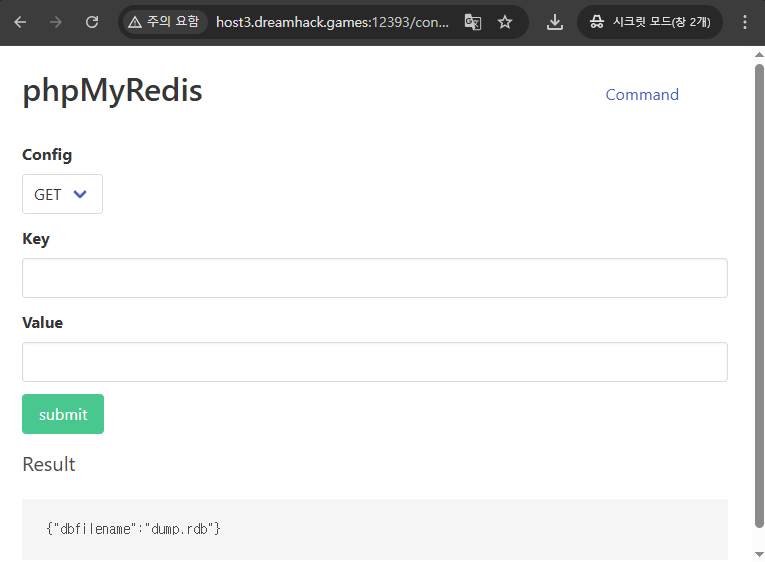 주의 요함 host3.dreamhack.games:12393/con... 시크릿 모드(창 2개)
phpMyRedis Command
Config
GET
Key
Value
submit
Result
{"dbfilename":"dump.rdb"}